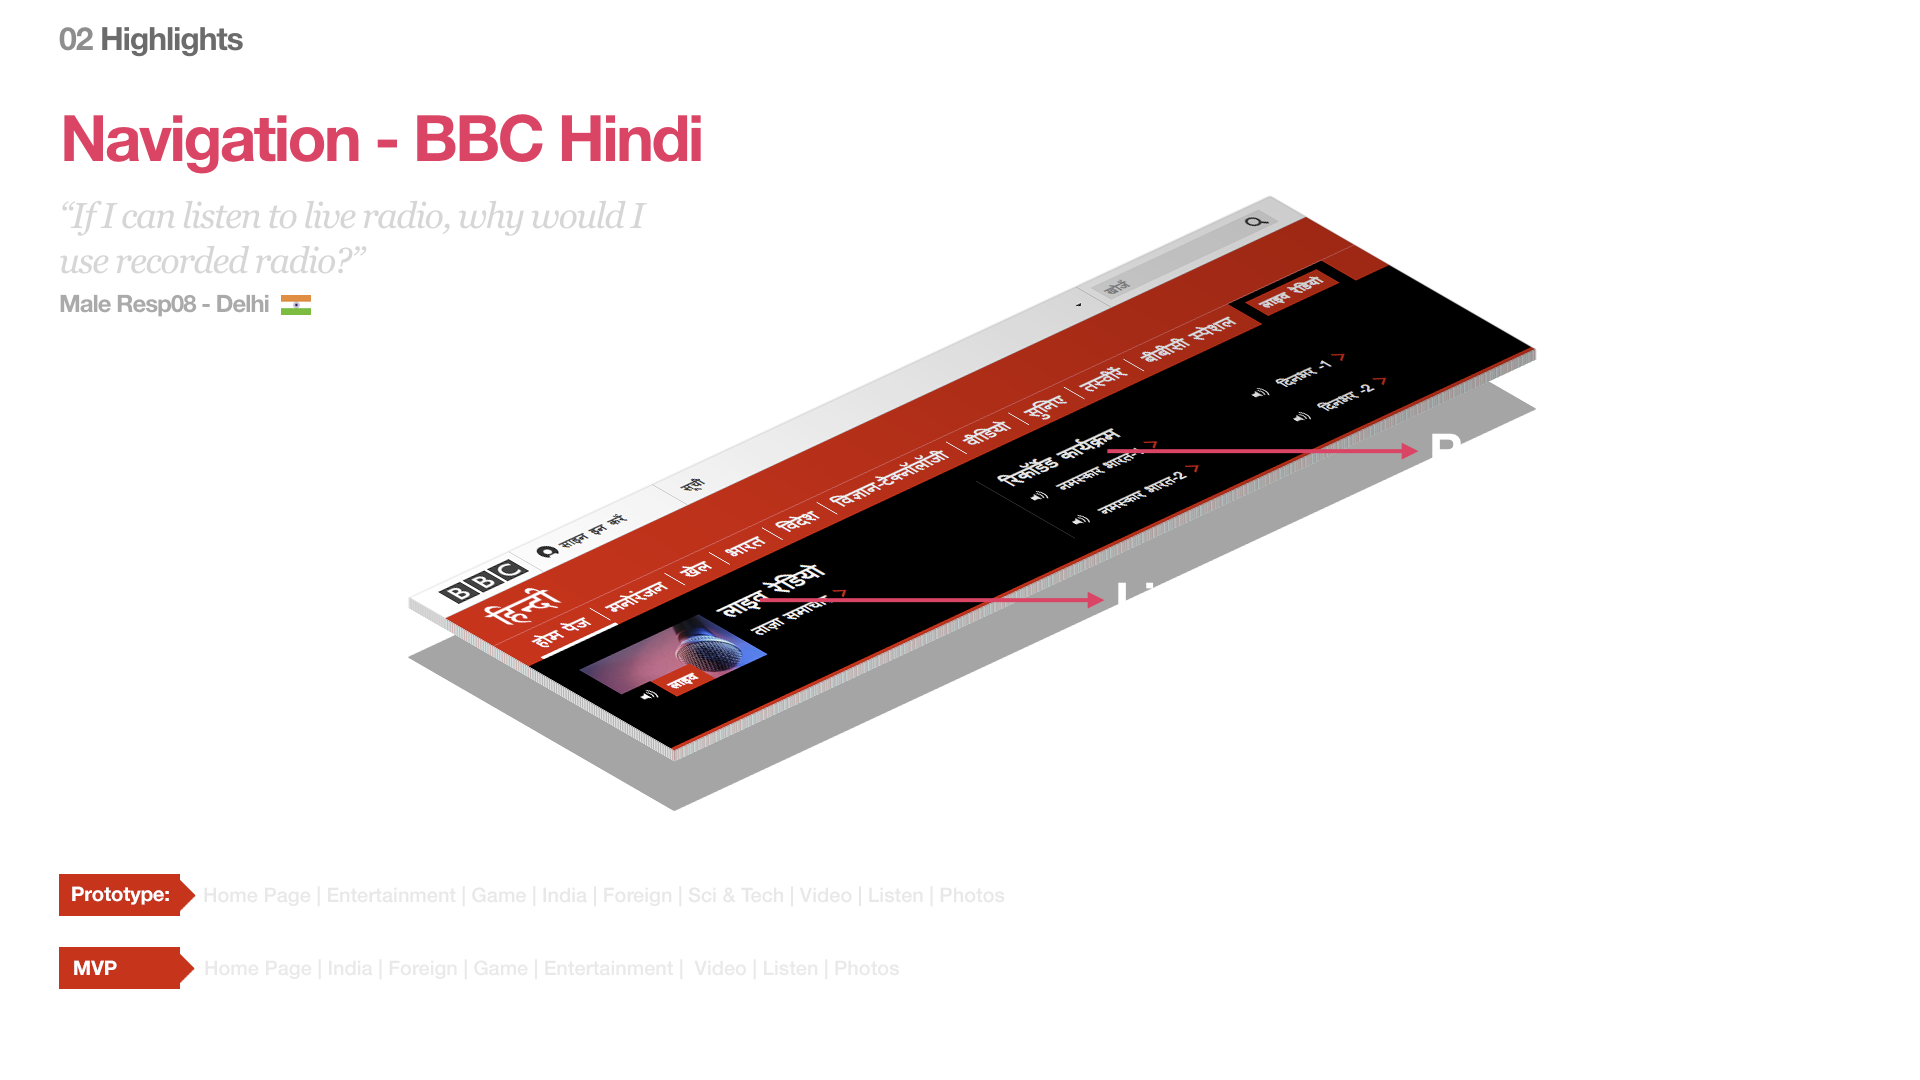 02 Highlights
Navigation - BBC Hindi
“If I can listen to live radio, why would I
use recorded radio?”
Male Resp08 - Delhi
BBC
साइन इन करें
सूची
खोजें
हिन्दी
होम पेज | मनोरंजन | खेल | भारत | विदेश | विज्ञान-टेक्नॉलॉजी | वीडियो | सुनिए | तस्वीरें | बीबीसी स्पेशल
लाइव रेडियो
लाइव रेडियो
ताज़ा समाचार
लाइव
रिकॉर्डेड कार्यक्रम
नमस्कार भारत-1
नमस्कार भारत-2
दिनभर -1
दिनभर -2
Prototype: Home Page | Entertainment | Game | India | Foreign | Sci & Tech | Video | Listen | Photos
MVP Home Page | India | Foreign | Game | Entertainment | Video | Listen | Photos